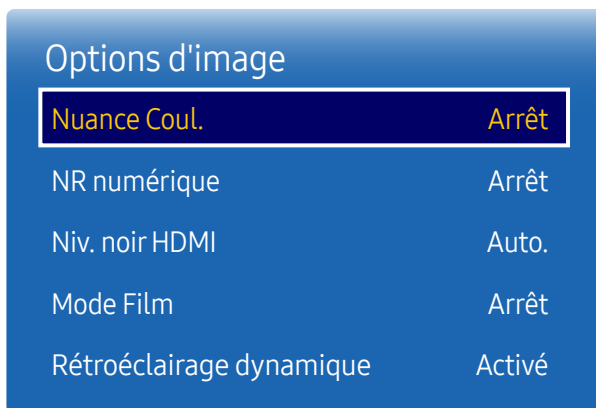 Options d'image
Nuance Coul. Arrêt
NR numérique Arrêt
Niv. noir HDMI Auto.
Mode Film Arrêt
Rétroéclairage dynamique Activé